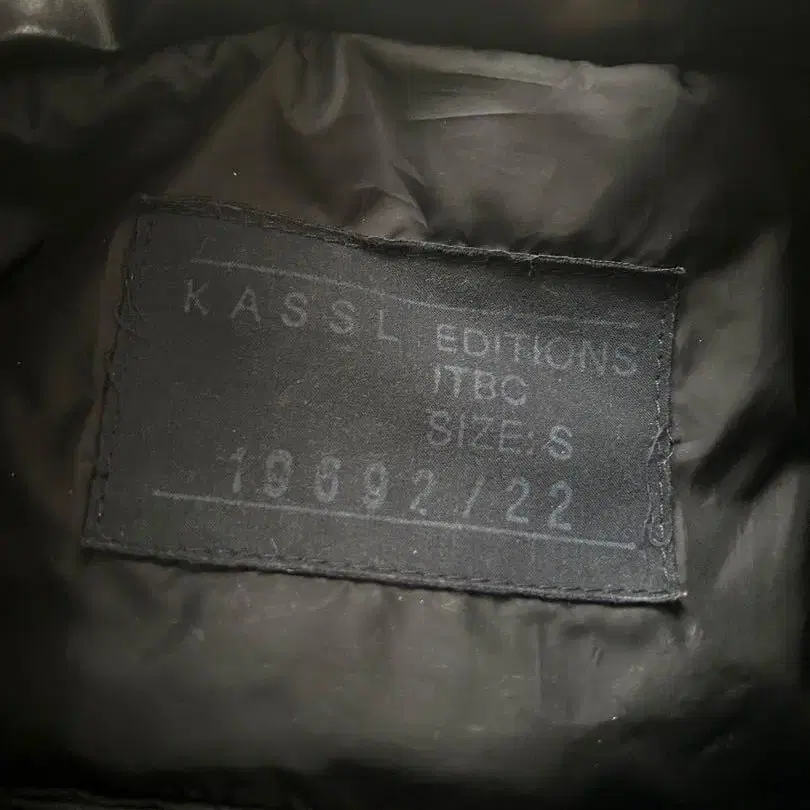 KASSL EDITIONS
ITBC
SIZE: S
19692/22